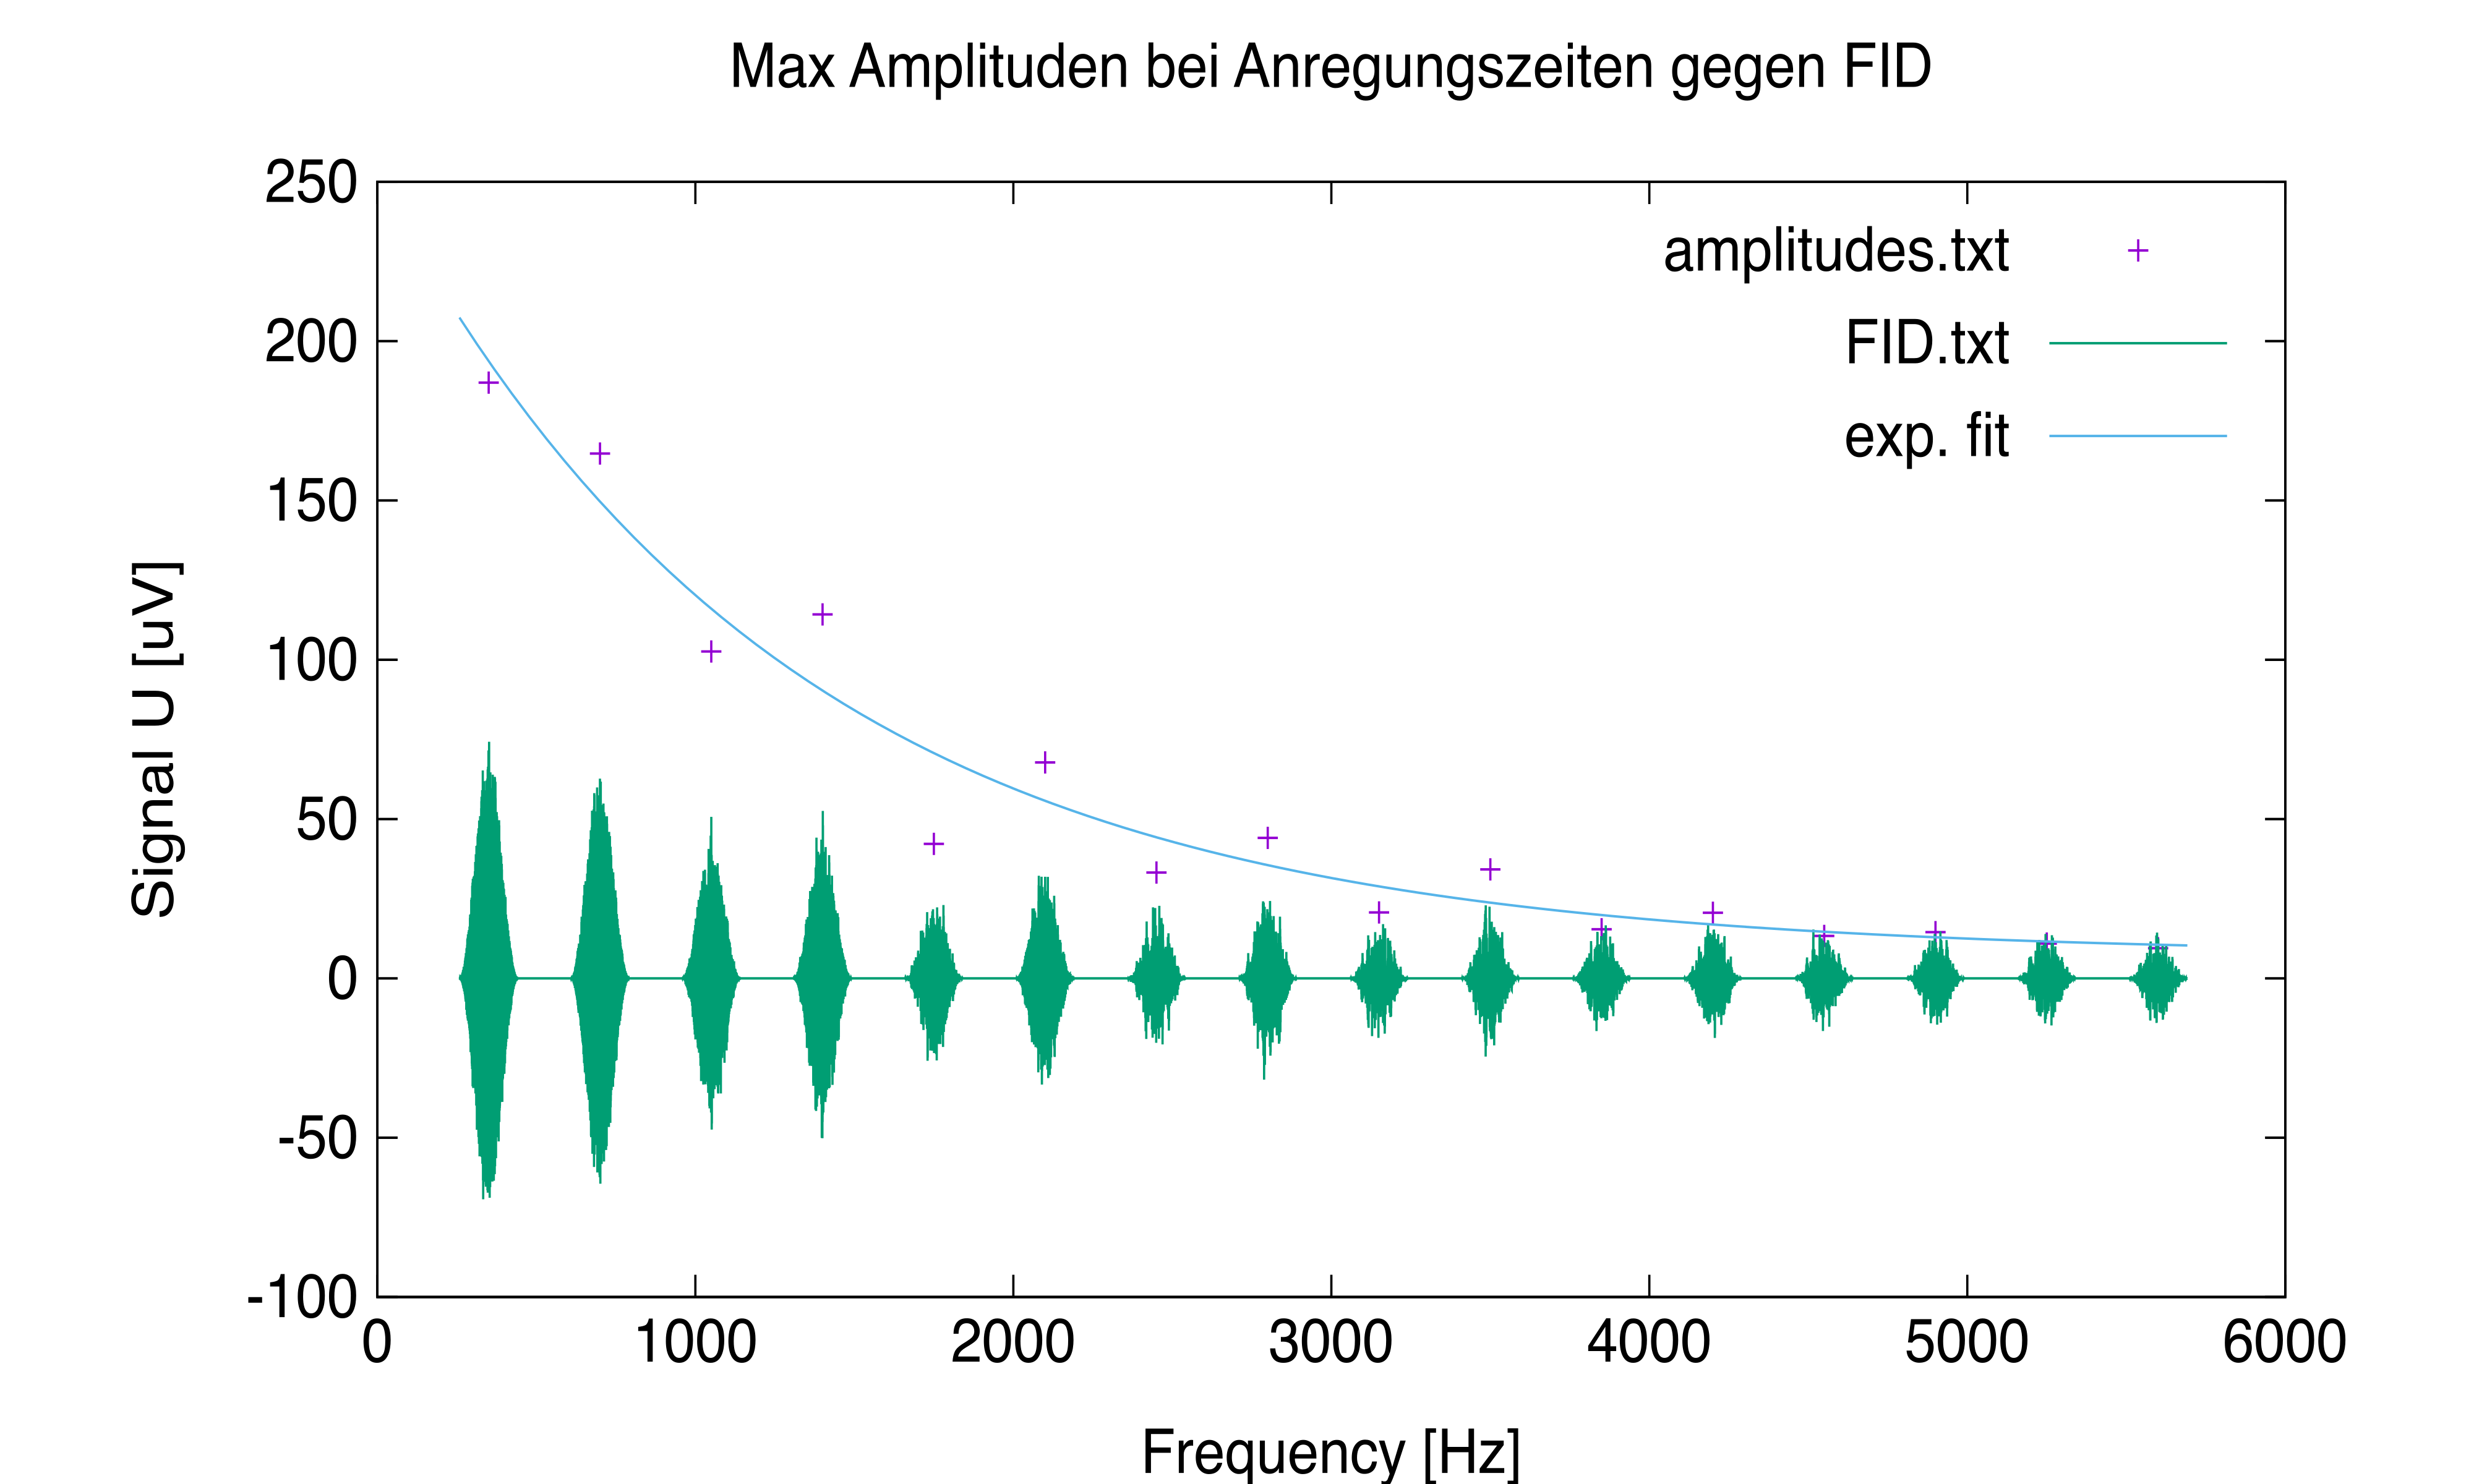 Max Amplituden bei Anregungszeiten gegen FID
250
200
150
100
50
0
-50
-100
Signal U [uV]
amplitudes.txt
FID.txt
exp. fit
0 1000 2000 3000 4000 5000 6000
Frequency [Hz]